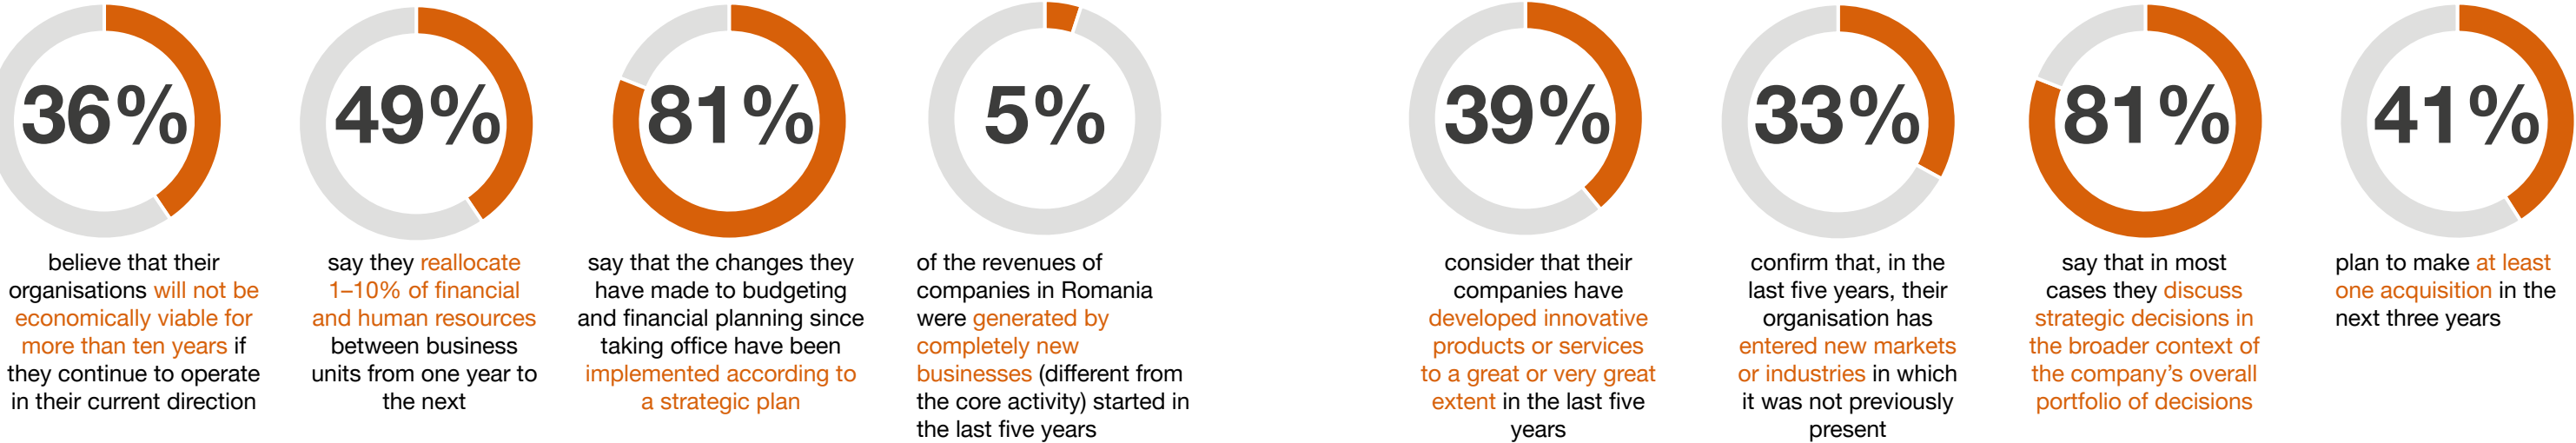 36%
believe that their
organisations will not be
economically viable for
more than ten years if
they continue to operate
in their current direction
49%
say they reallocate
1–10% of financial
and human resources
between business
units from one year to
the next
81%
say that the changes they
have made to budgeting
and financial planning since
taking office have been
implemented according to
a strategic plan
5%
of the revenues of
companies in Romania
were generated by
completely new
businesses (different from
the core activity) started in
the last five years
39%
consider that their
companies have
developed innovative
products or services
to a great or very great
extent in the last five
years
33%
confirm that, in the
last five years, their
organisation has
entered new markets
or industries in which
it was not previously
present
81%
say that in most
cases they discuss
strategic decisions in
the broader context of
the company’s overall
portfolio of decisions
41%
plan to make at least
one acquisition in the
next three years